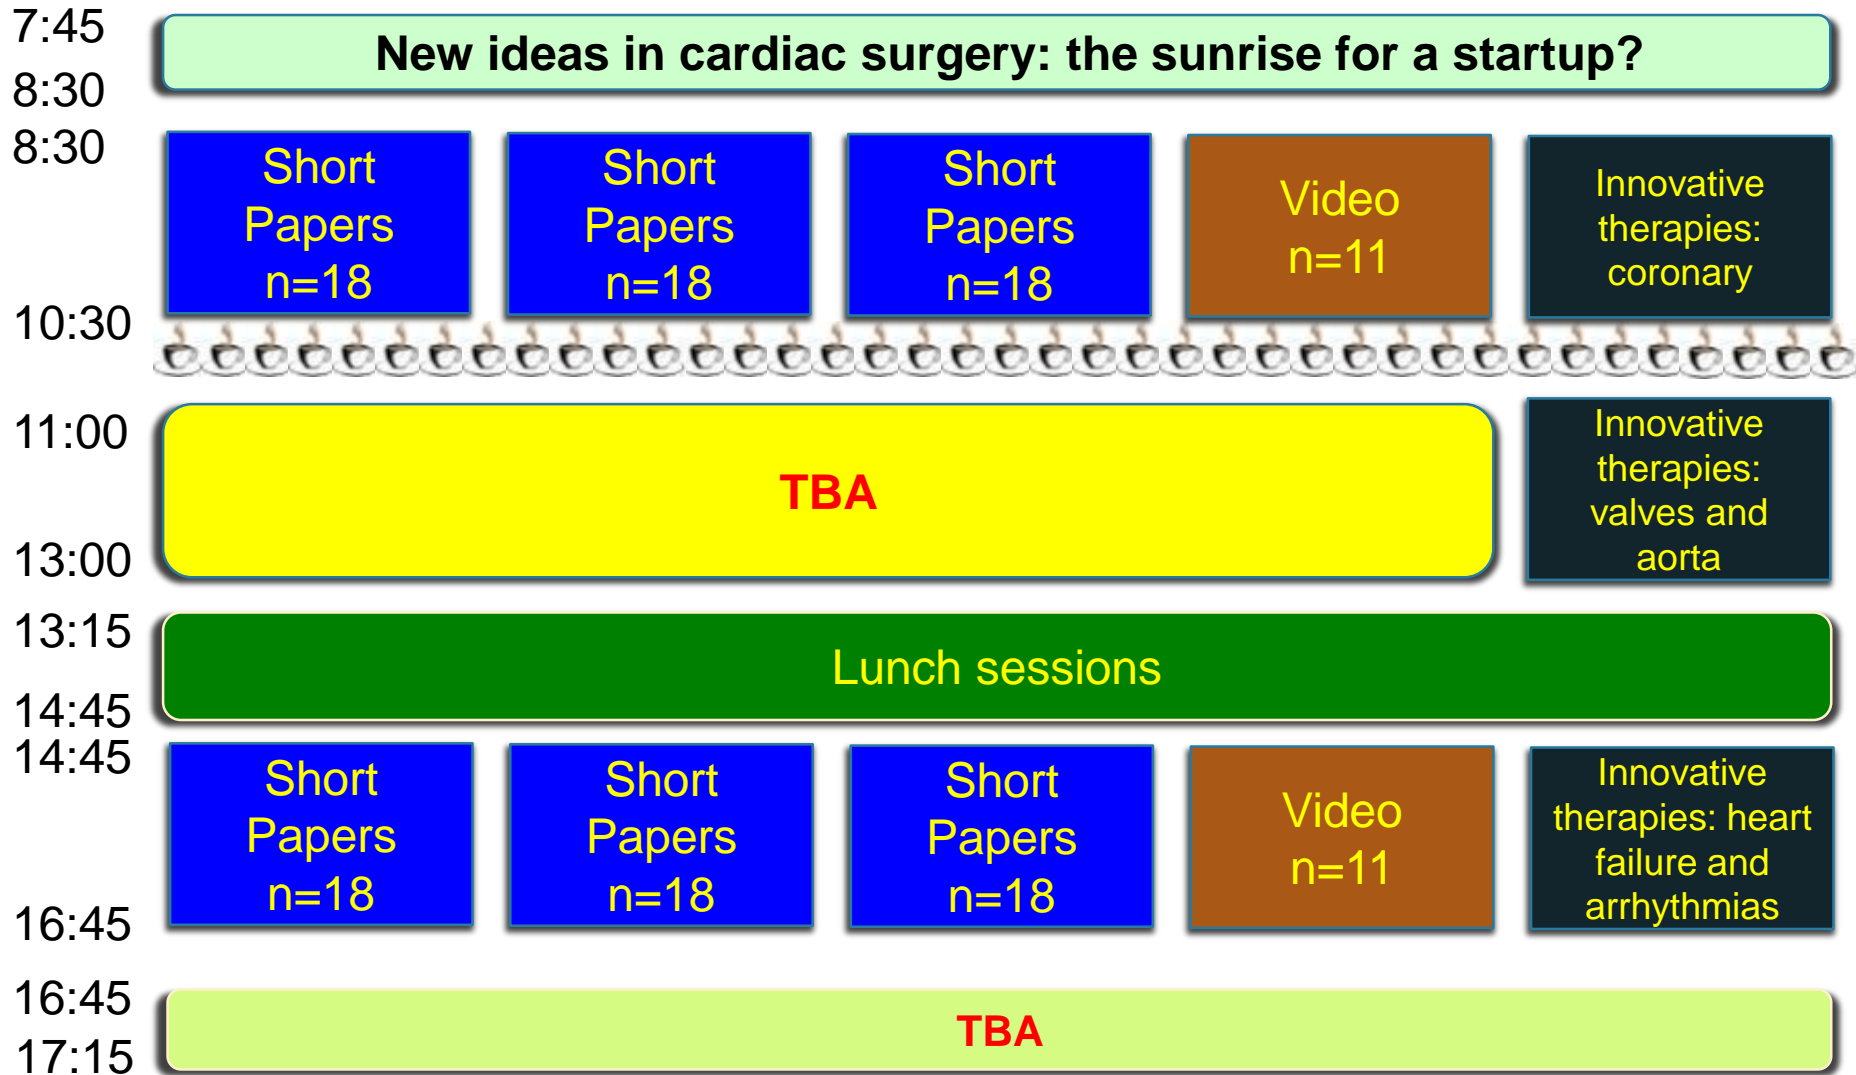 7:45
New ideas in cardiac surgery: the sunrise for a startup?
8:30
8:30
Short
Papers
n=18
Short
Papers
n=18
Short
Papers
n=18
Video
n=11
Innovative
therapies:
coronary
10:30
11:00
TBA
Innovative
therapies:
valves and
aorta
13:00
13:15
Lunch sessions
14:45
14:45
Short
Papers
n=18
Short
Papers
n=18
Short
Papers
n=18
Video
n=11
Innovative
therapies: heart
failure and
arrhythmias
16:45
16:45
TBA
17:15